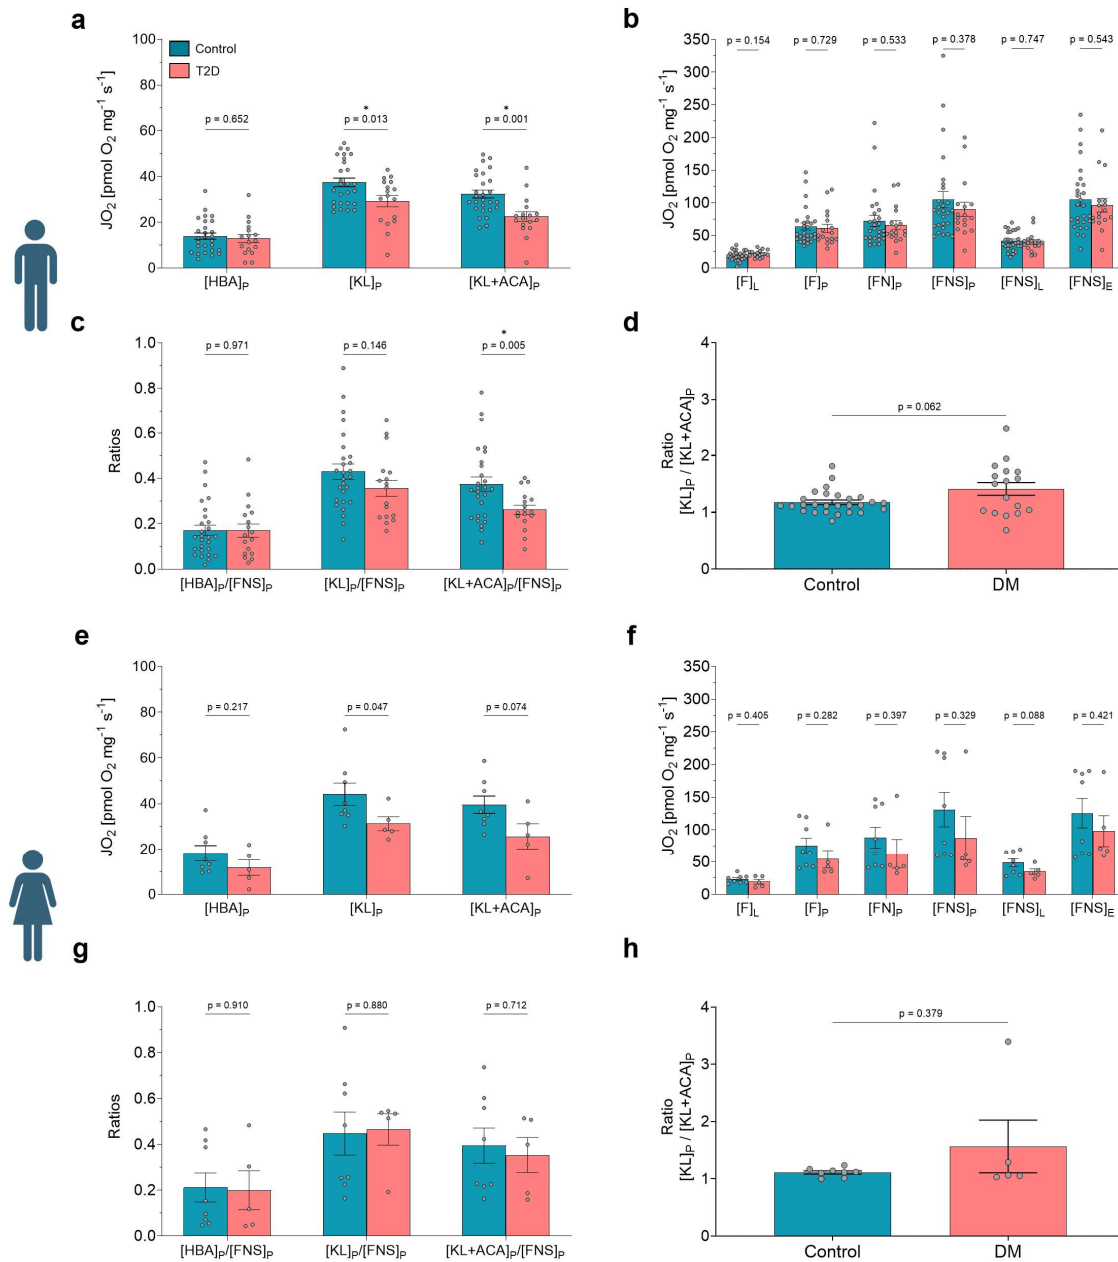 a
JO₂ [pmol O₂ mg⁻¹ s⁻¹]
100
80
60
40
20
0
Control
T2D
p = 0.652
*
p = 0.013
*
p = 0.001
[HBA]P
[KL]P
[KL+ACA]P
b
JO₂ [pmol O₂ mg⁻¹ s⁻¹]
350
300
250
200
150
100
50
0
p = 0.154
p = 0.729
p = 0.533
p = 0.378
p = 0.747
p = 0.543
[F]L
[F]P
[FN]P
[FNS]P
[FNS]L
[FNS]E
c
Ratios
1.0
0.8
0.6
0.4
0.2
0.0
p = 0.971
p = 0.146
*
p = 0.005
[HBA]P/[FNS]P
[KL]P/[FNS]P
[KL+ACA]P/[FNS]P
d
Ratio
[KL]P / [KL+ACA]P
4
3
2
1
0
p = 0.062
Control
DM
e
JO₂ [pmol O₂ mg⁻¹ s⁻¹]
100
80
60
40
20
0
p = 0.217
p = 0.047
p = 0.074
[HBA]P
[KL]P
[KL+ACA]P
f
JO₂ [pmol O₂ mg⁻¹ s⁻¹]
350
300
250
200
150
100
50
0
p = 0.405
p = 0.282
p = 0.397
p = 0.329
p = 0.088
p = 0.421
[F]L
[F]P
[FN]P
[FNS]P
[FNS]L
[FNS]E
g
Ratios
1.0
0.8
0.6
0.4
0.2
0.0
p = 0.910
p = 0.880
p = 0.712
[HBA]P/[FNS]P
[KL]P/[FNS]P
[KL+ACA]P/[FNS]P
h
Ratio
[KL]P / [KL+ACA]P
4
3
2
1
0
p = 0.379
Control
DM